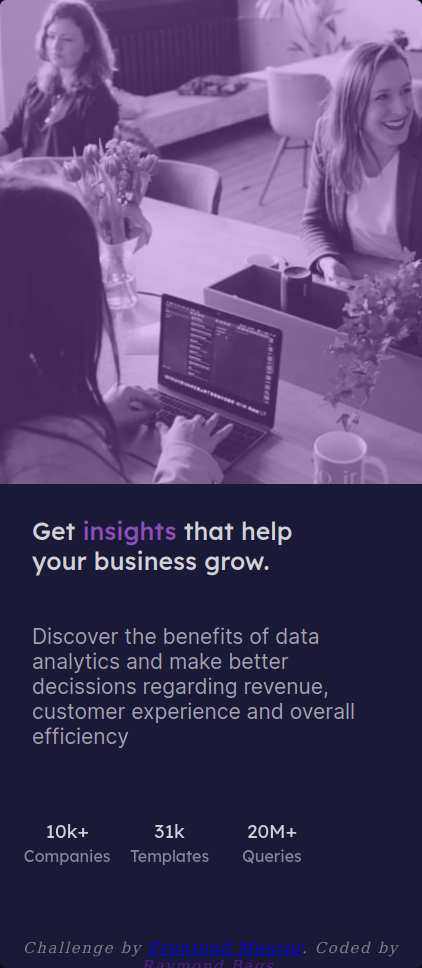 Get insights that help
your business grow.
Discover the benefits of data
analytics and make better
decissions regarding revenue,
customer experience and overall
efficiency
10k+ 31k 20M+
Companies Templates Queries
Challenge by Frontend Mentor. Coded by
Raymond Bags